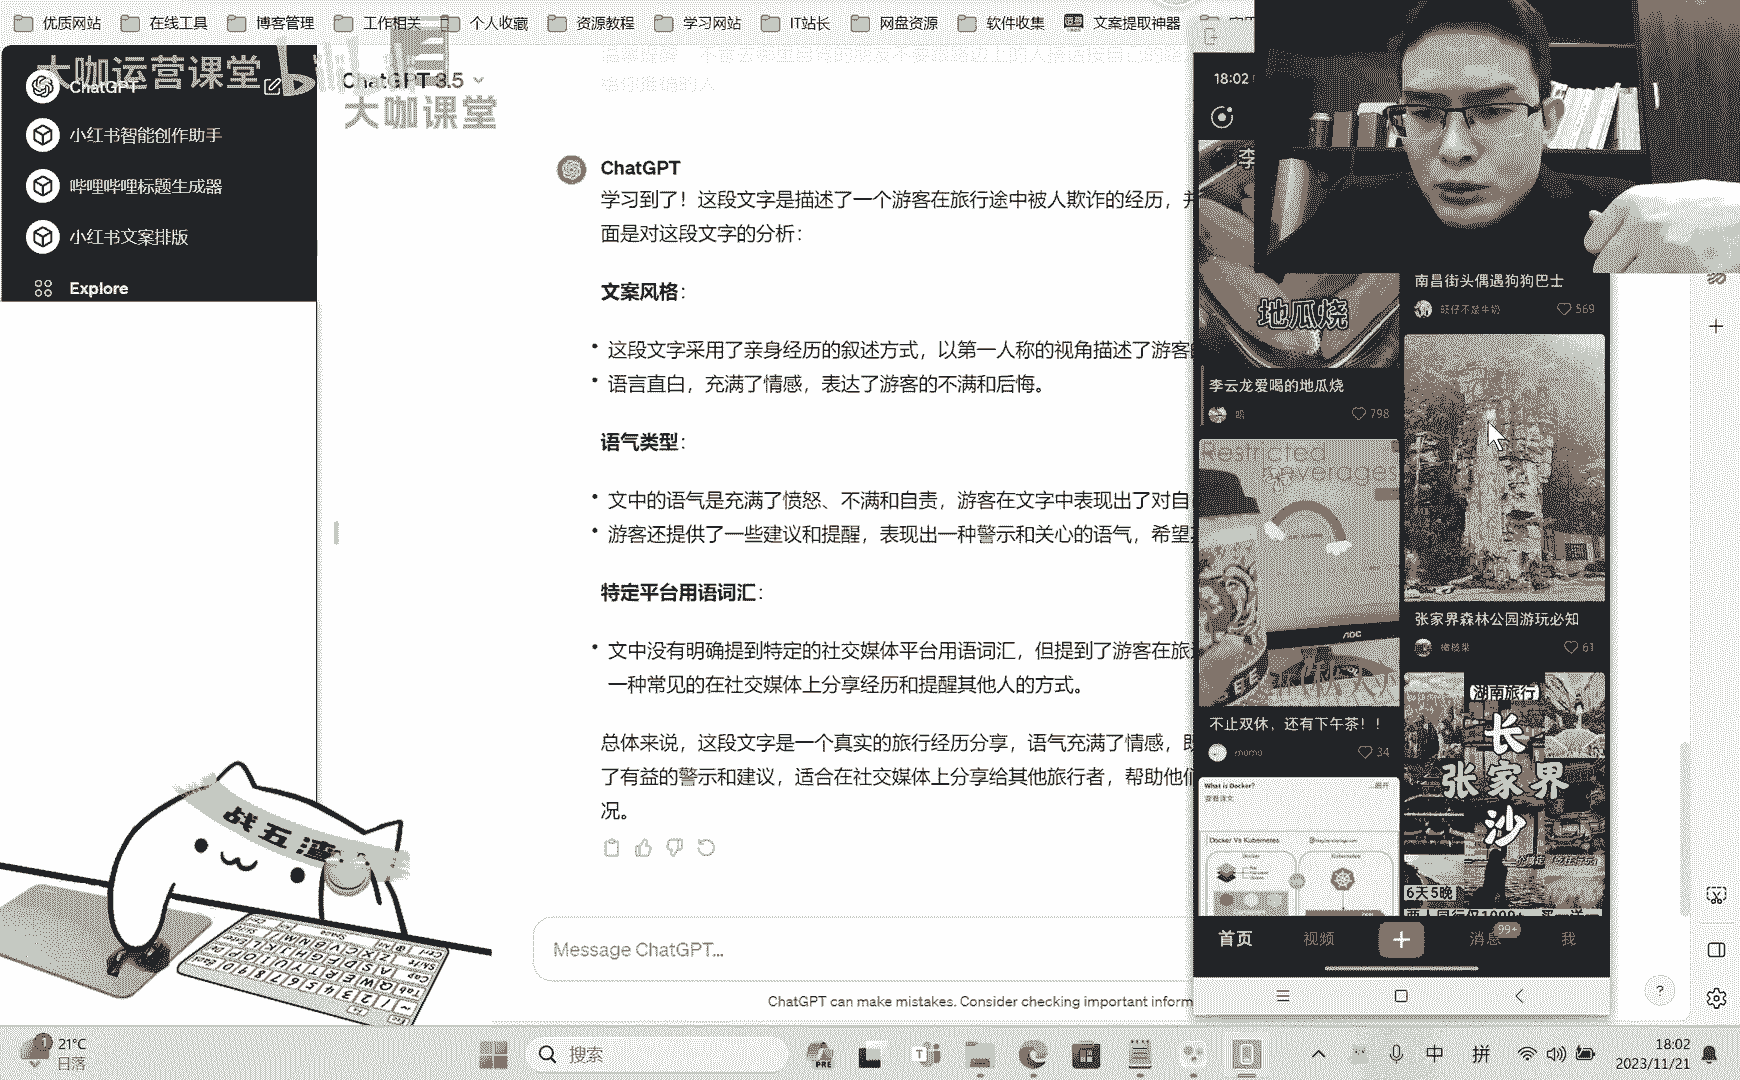 优质网站
在线工具
博客管理
工作相关
个人收藏
资源教程
学习网站
IT站长
网盘资源
软件收集
文案提取神器
大咖运营课堂
ChatGPT
小红书智能创作助手
哔哩哔哩标题生成器
小红书文案排版
Explore
ChatGPT 3.5
大咖课堂
ChatGPT
学习到了！这段文字是描述了一个游客在旅行途中被人欺诈的经历，并
面是对这段文字的分析：
文案风格：
• 这段文字采用了亲身经历的叙述方式，以第一人称的视角描述了游客
• 语言直白，充满了情感，表达了游客的不满和后悔。
语气类型：
• 文中的语气是充满了愤怒、不满和自责，游客在文字中表现出了对自
• 游客还提供了一些建议和提醒，表现出一种警示和关心的语气，希望
特定平台用语词汇：
• 文中没有明确提到特定的社交媒体平台用语词汇，但提到了游客在旅
一种常见的在社交媒体上分享经历和提醒其他人的方式。
总体来说，这段文字是一个真实的旅行经历分享，语气充满了情感，既
了有益的警示和建议，适合在社交媒体上分享给其他旅行者，帮助他们
况。
Message ChatGPT...
ChatGPT can make mistakes. Consider checking important inform
18:02
李
地瓜烧
李云龙爱喝的地瓜烧
798
Restricted
Beverages
AOC
不止双休，还有下午茶！！
momo
34
What is Docker?
Docker Vs Kubernetes
南昌街头偶遇狗狗巴士
旺仔不是牛奶
569
张家界森林公园游玩必知
61
湖南旅行
长
张家界
沙
6天5晚
首页
视频
消息
99+
我
战五渣
21°C
日落
搜索
PRE
中
拼
18:02
2023/11/21